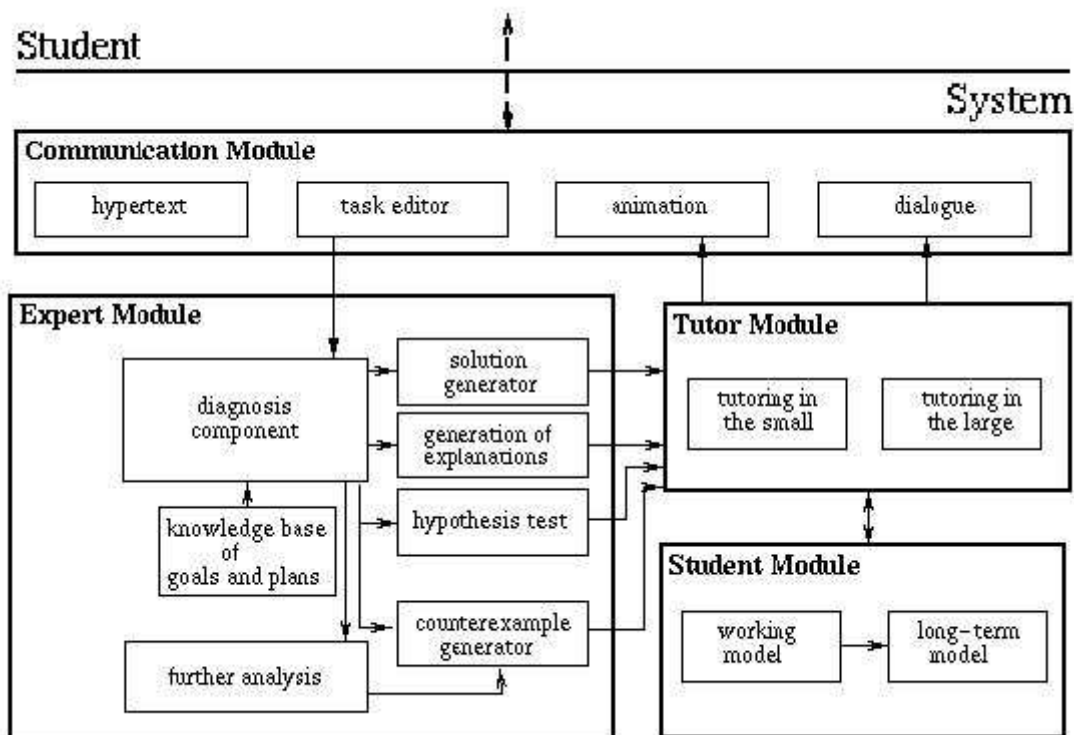 Student
System
Communication Module
hypertext
task editor
animation
dialogue
Expert Module
diagnosis
component
solution
generator
generation of
explanations
hypothesis test
knowledge base
of
goals and plans
counterexample
generator
further analysis
Tutor Module
tutoring in
the small
tutoring in
the large
Student Module
working
model
long-term
model